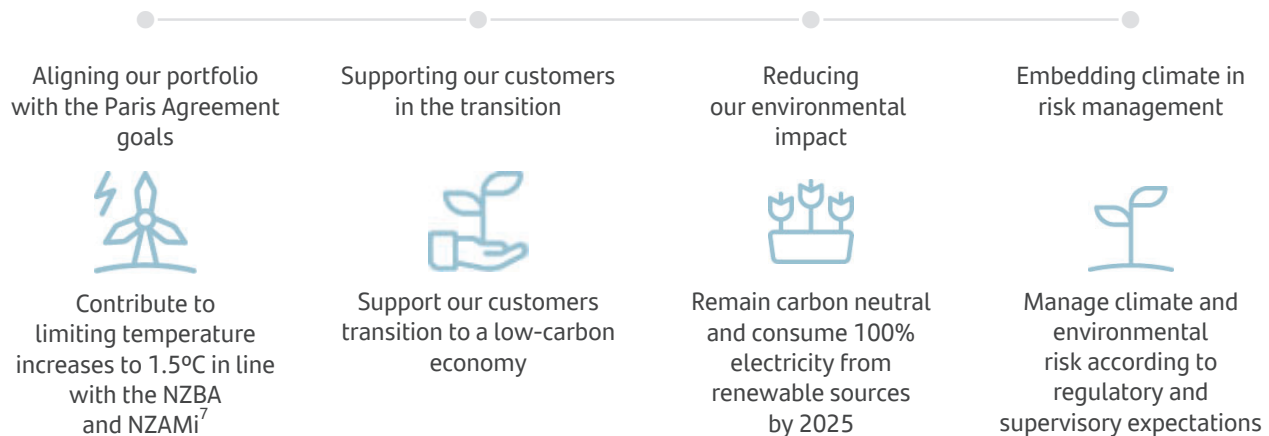 Aligning our portfolio
with the Paris Agreement
goals
Supporting our customers
in the transition
Reducing
our environmental
impact
Embedding climate in
risk management
Contribute to
limiting temperature
increases to 1.5ºC in line
with the NZBA
and NZAMi⁷
Support our customers
transition to a low-carbon
economy
Remain carbon neutral
and consume 100%
electricity from
renewable sources
by 2025
Manage climate and
environmental
risk according to
regulatory and
supervisory expectations